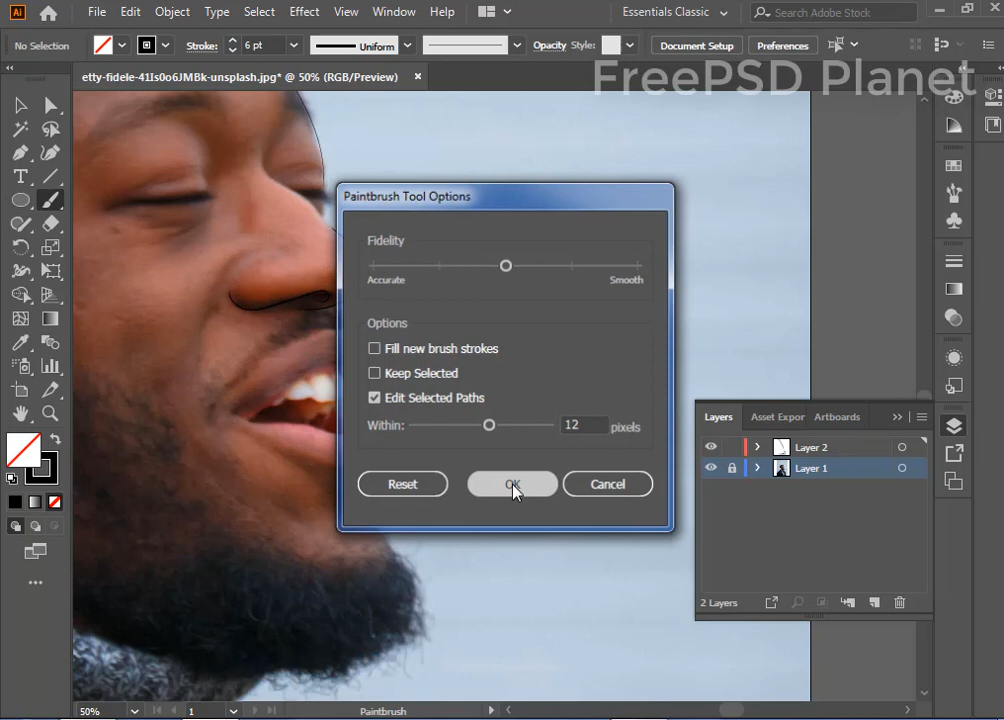 Ai File Edit Object Type Select Effect View Window Help Essentials Classic Search Adobe Stock
No Selection Stroke: 6 pt Uniform Opacity Style: Document Setup Preferences
etty-fidele-41Is0o6JMBk-unsplash.jpg* @ 50% (RGB/Preview)
FreePSD Planet
Paintbrush Tool Options
Fidelity
Accurate Smooth
Options
Fill new brush strokes
Keep Selected
Edit Selected Paths
Within: 12 pixels
Reset OK Cancel
Layers Asset Expor Artboards
Layer 2
Layer 1
2 Layers
50% 1 Paintbrush